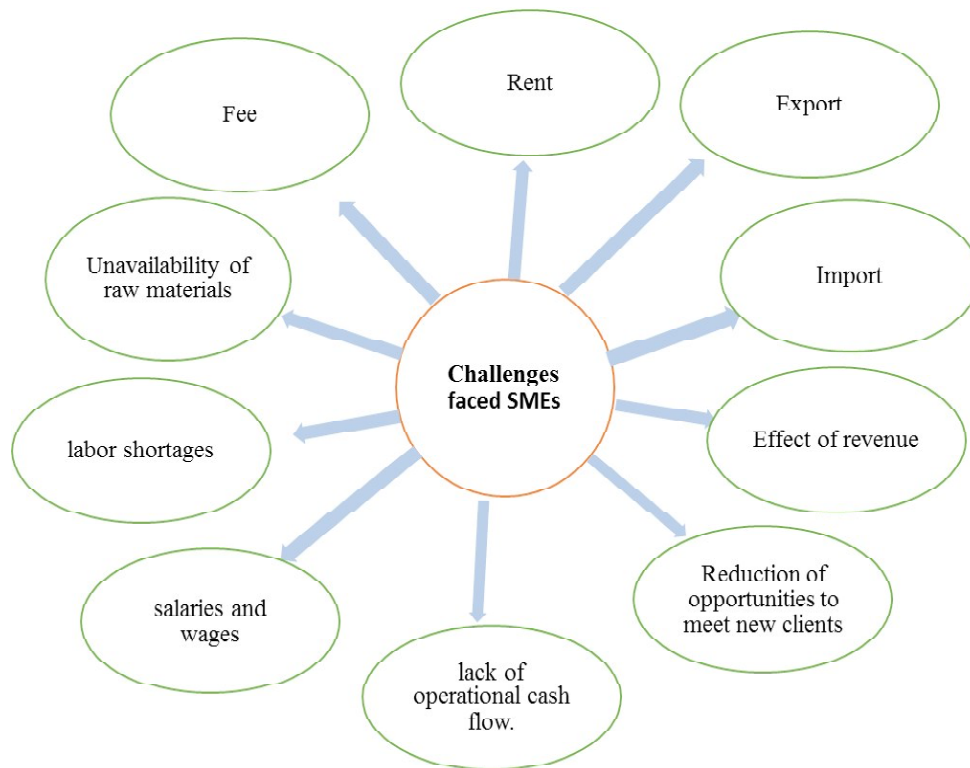 Fee
Rent
Export
Unavailability of
raw materials
Import
Challenges
faced SMEs
labor shortages
Effect of revenue
salaries and
wages
Reduction of
opportunities to
meet new clients
lack of
operational cash
flow.